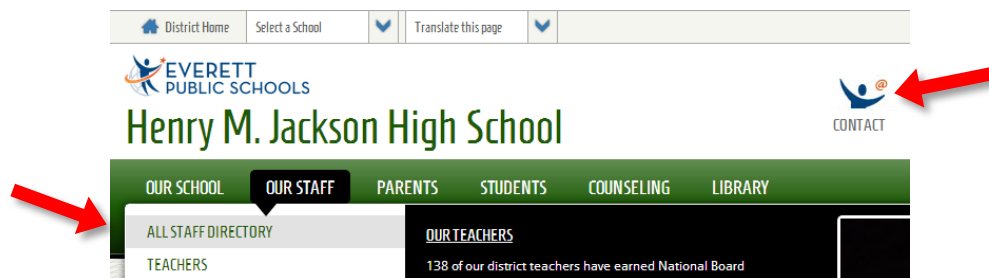 District Home Select a School Translate this page
EVERETT
PUBLIC SCHOOLS
Henry M. Jackson High School
@
CONTACT
OUR SCHOOL OUR STAFF PARENTS STUDENTS COUNSELING LIBRARY
ALL STAFF DIRECTORY
TEACHERS
OUR TEACHERS
138 of our district teachers have earned National Board